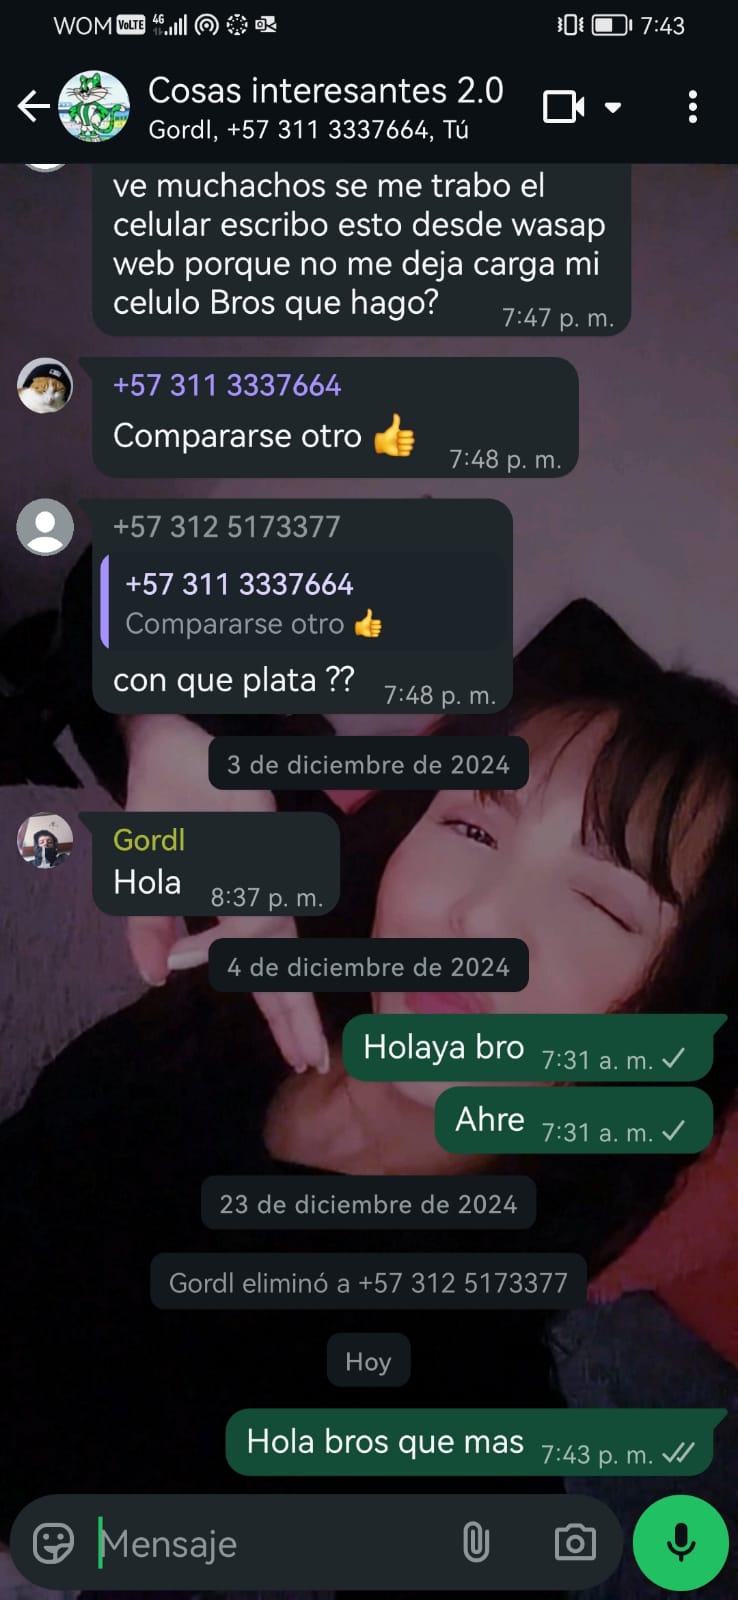 WOM VoLTE 4G 7:43
Cosas interesantes 2.0
Gordl, +57 311 3337664, Tú
ve muchachos se me trabo el
celular escribo esto desde wasap
web porque no me deja carga mi
celulo Bros que hago?
7:47 p. m.
+57 311 3337664
Compararse otro 👍
7:48 p. m.
+57 312 5173377
+57 311 3337664
Compararse otro 👍
con que plata ??
7:48 p. m.
3 de diciembre de 2024
Gordl
Hola
8:37 p. m.
4 de diciembre de 2024
Holaya bro
7:31 a. m.
Ahre
7:31 a. m.
23 de diciembre de 2024
Gordl eliminó a +57 312 5173377
Hoy
Hola bros que mas
7:43 p. m.
Mensaje